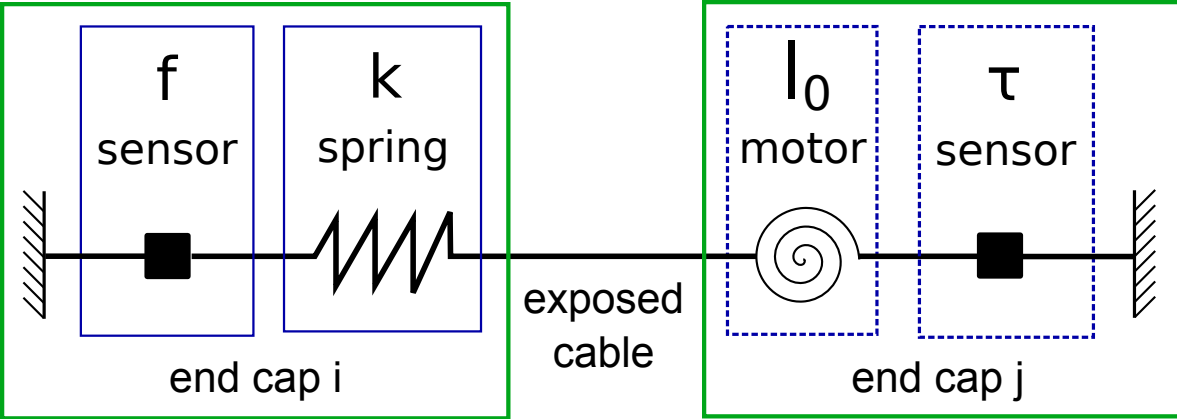 f
sensor
k
spring
l₀
motor
τ
sensor
exposed
cable
end cap i
end cap j